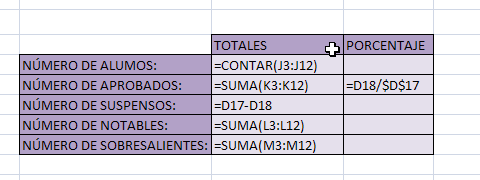 TOTALES PORCENTAJE
NÚMERO DE ALUMOS: =CONTAR(J3:J12)
NÚMERO DE APROBADOS: =SUMA(K3:K12) =D18/$D$17
NÚMERO DE SUSPENSOS: =D17-D18
NÚMERO DE NOTABLES: =SUMA(L3:L12)
NÚMERO DE SOBRESALIENTES: =SUMA(M3:M12)